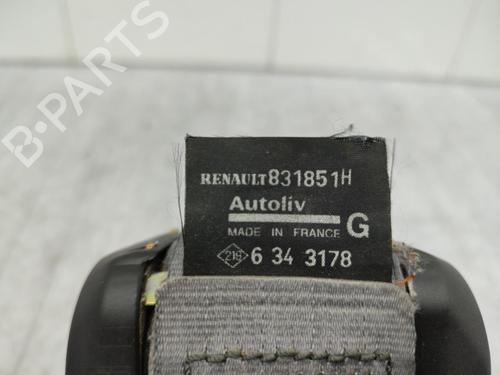 B-PARTS
RENAULT831851H
Autoliv
MADE IN FRANCE G
219 6 34 3178